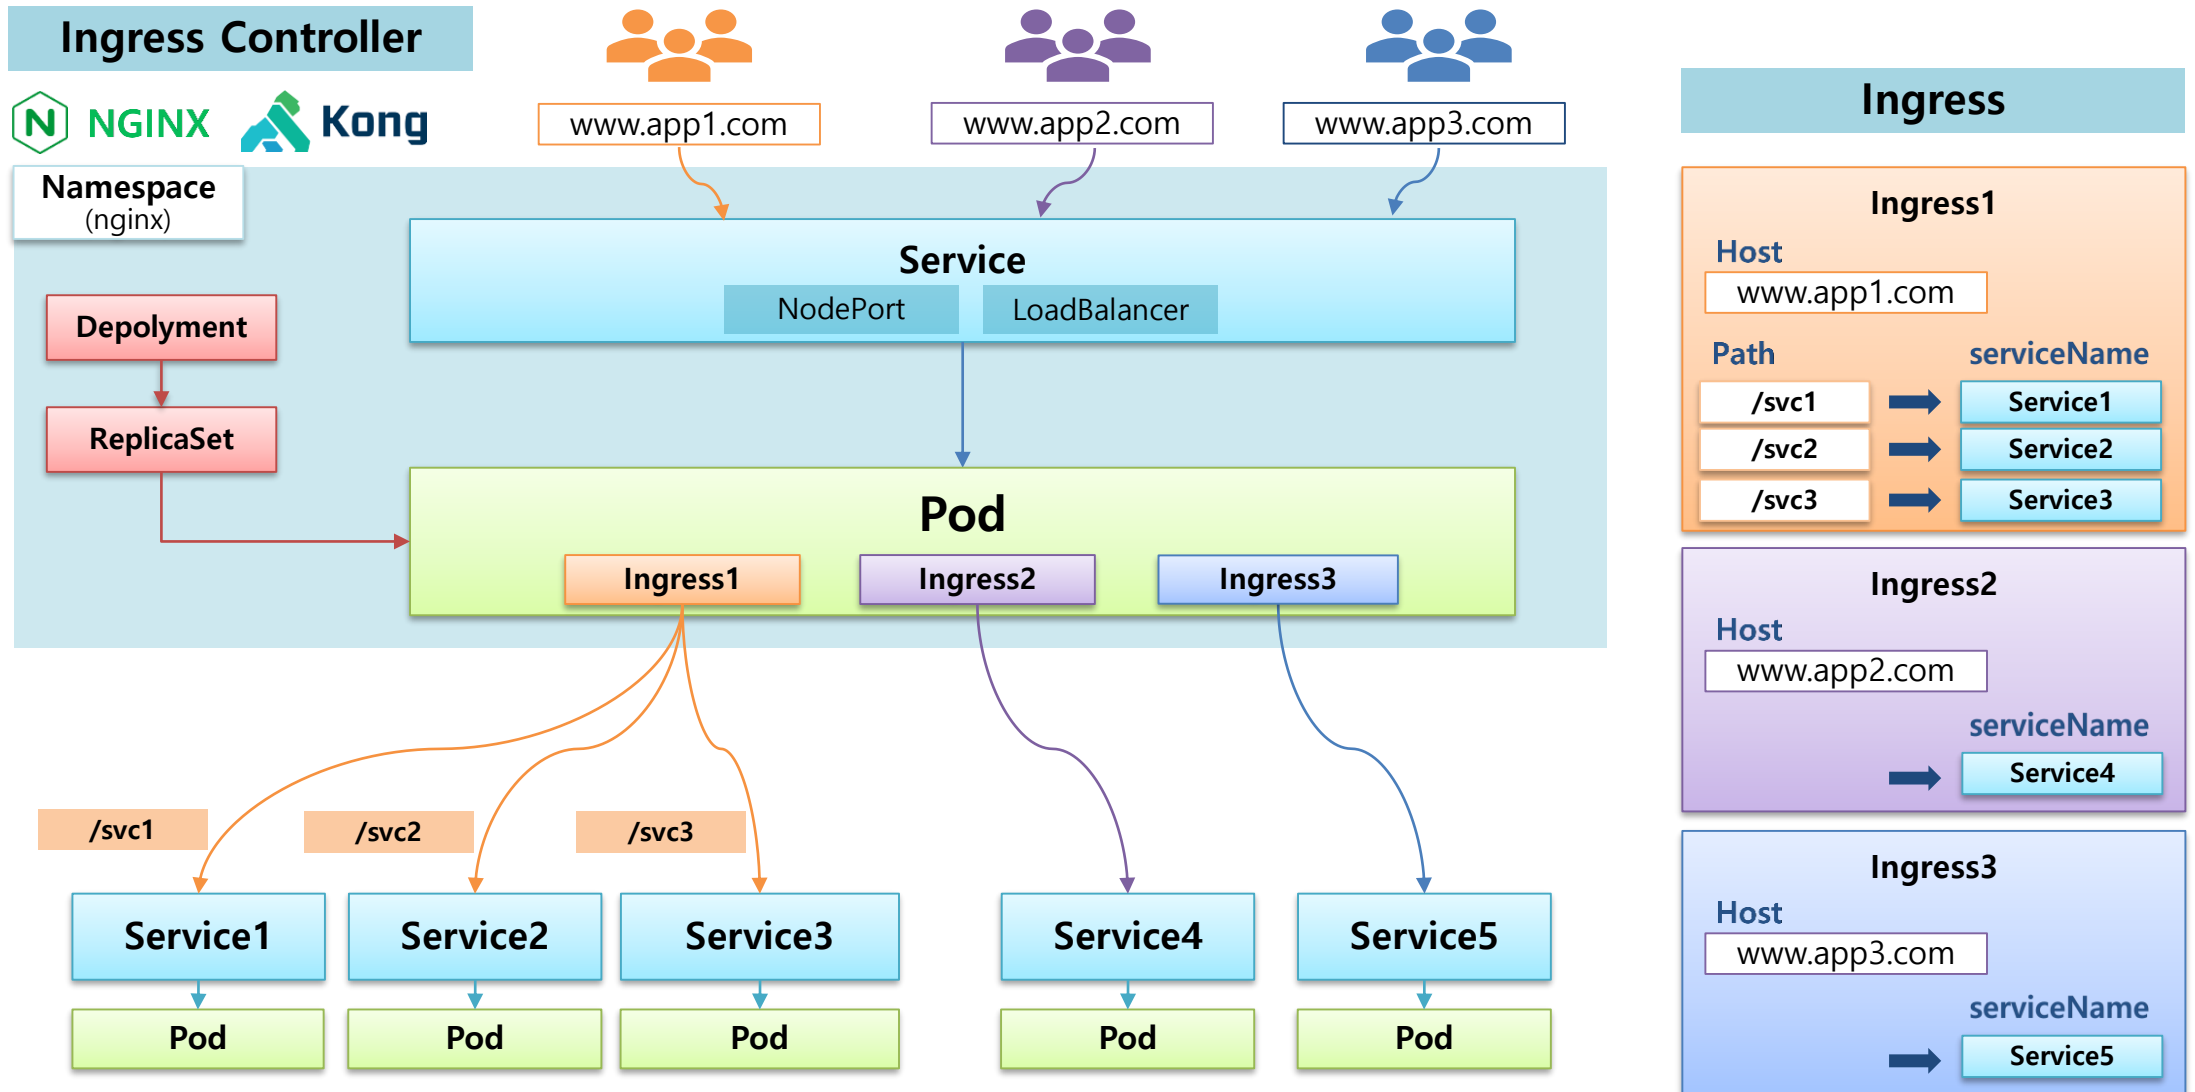 Ingress Controller
NGINX
Kong
www.app1.com
www.app2.com
www.app3.com
Namespace
(nginx)
Service
NodePort
LoadBalancer
Depolyment
ReplicaSet
Pod
Ingress1
Ingress2
Ingress3
/svc1
/svc2
/svc3
Service1
Service2
Service3
Service4
Service5
Pod
Pod
Pod
Pod
Pod
Ingress
Ingress1
Host
www.app1.com
Path serviceName
/svc1 Service1
/svc2 Service2
/svc3 Service3
Ingress2
Host
www.app2.com
serviceName
Service4
Ingress3
Host
www.app3.com
serviceName
Service5